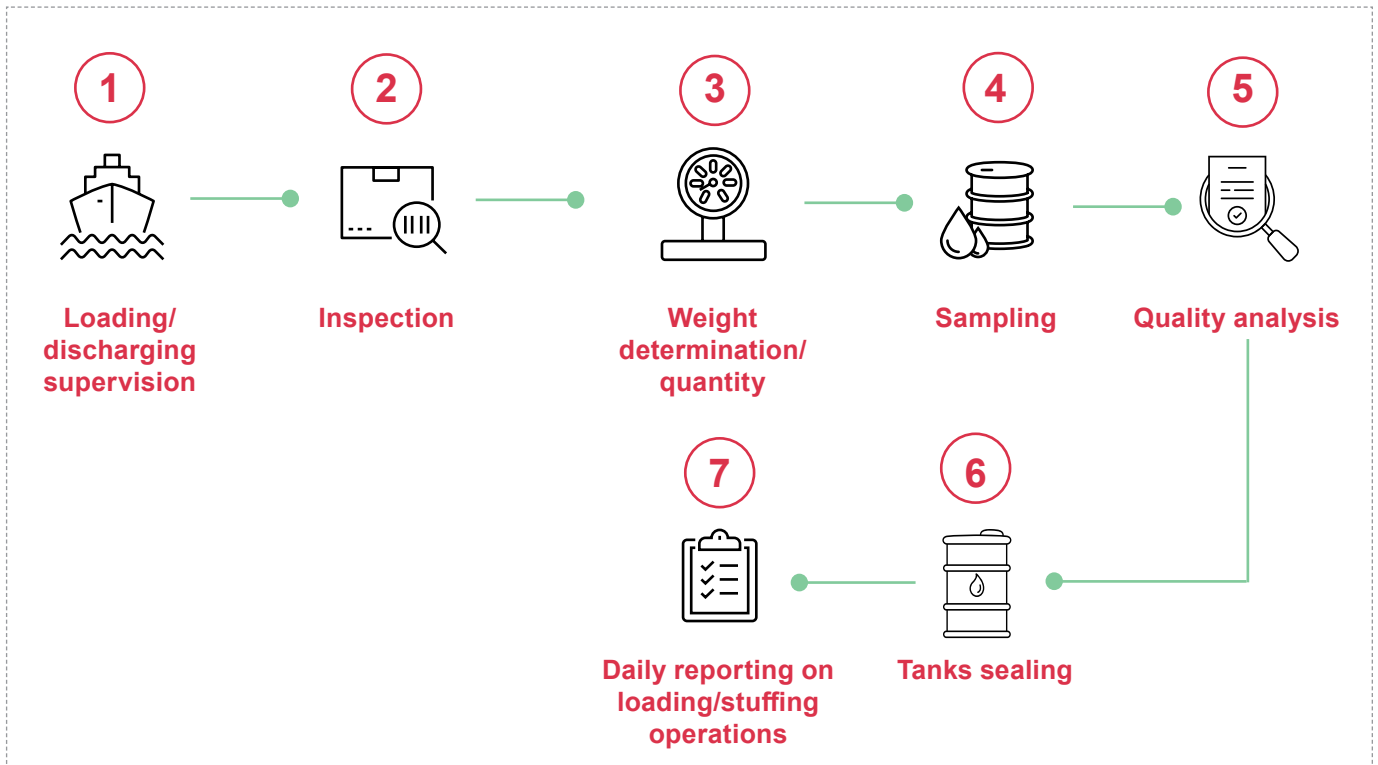 1
2
3
4
5
Loading/
discharging
supervision
Inspection
Weight
determination/
quantity
Sampling
Quality analysis
6
7
Tanks sealing
Daily reporting on
loading/stuffing
operations